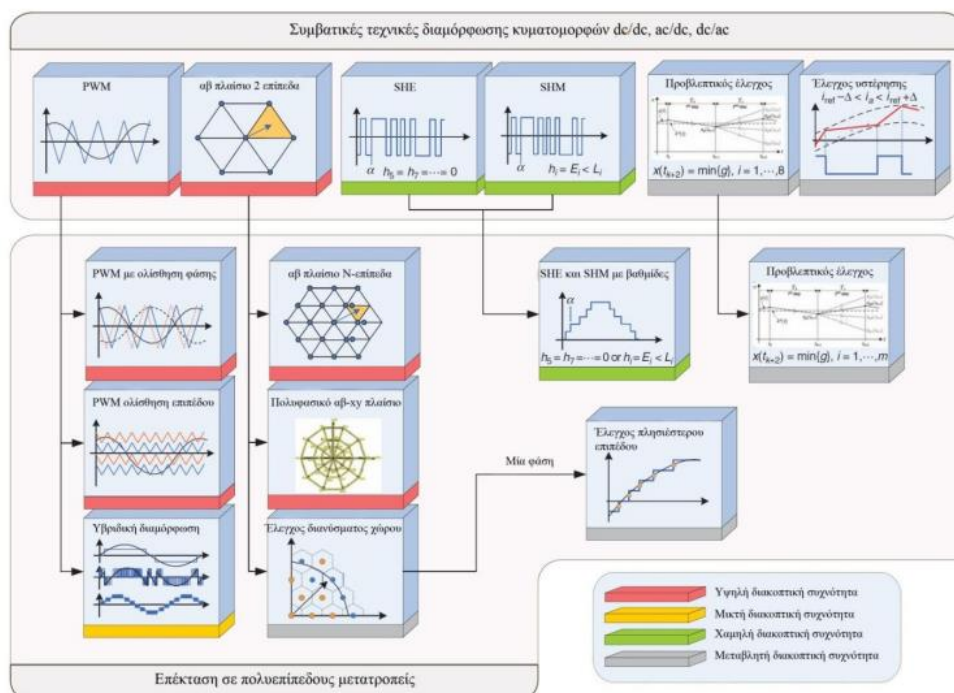 Συμβατικές τεχνικές διαμόρφωσης κυματομορφών dc/dc, ac/dc, dc/ac
PWM
αβ πλαίσιο 2 επίπεδα
SHE
α
h₅ = h₇ = ··· = 0
SHM
α
hᵢ = Eᵢ < Lᵢ
Προβλεπτικός έλεγχος
x(tₖ₊₂) = min{g}, i = 1,···,8
Έλεγχος υστέρησης
i_ref − Δ < i_a < i_ref + Δ
PWM με ολίσθηση φάσης
αβ πλαίσιο Ν-επίπεδα
SHE και SHM με βαθμίδες
α
h₅ = h₇ = ··· = 0 or hᵢ = Eᵢ < Lᵢ
Προβλεπτικός έλεγχος
x(tₖ₊₂) = min{g}, i = 1,···,m
PWM ολίσθηση επιπέδου
Πολυφασικό αβ-xy πλαίσιο
Μία φάση
Έλεγχος πλησιέστερου
επιπέδου
Υβριδική διαμόρφωση
Έλεγχος διανύσματος χώρου
Υψηλή διακοπτική συχνότητα
Μικτή διακοπτική συχνότητα
Χαμηλή διακοπτική συχνότητα
Μεταβλητή διακοπτική συχνότητα
Επέκταση σε πολυεπίπεδους μετατροπείς